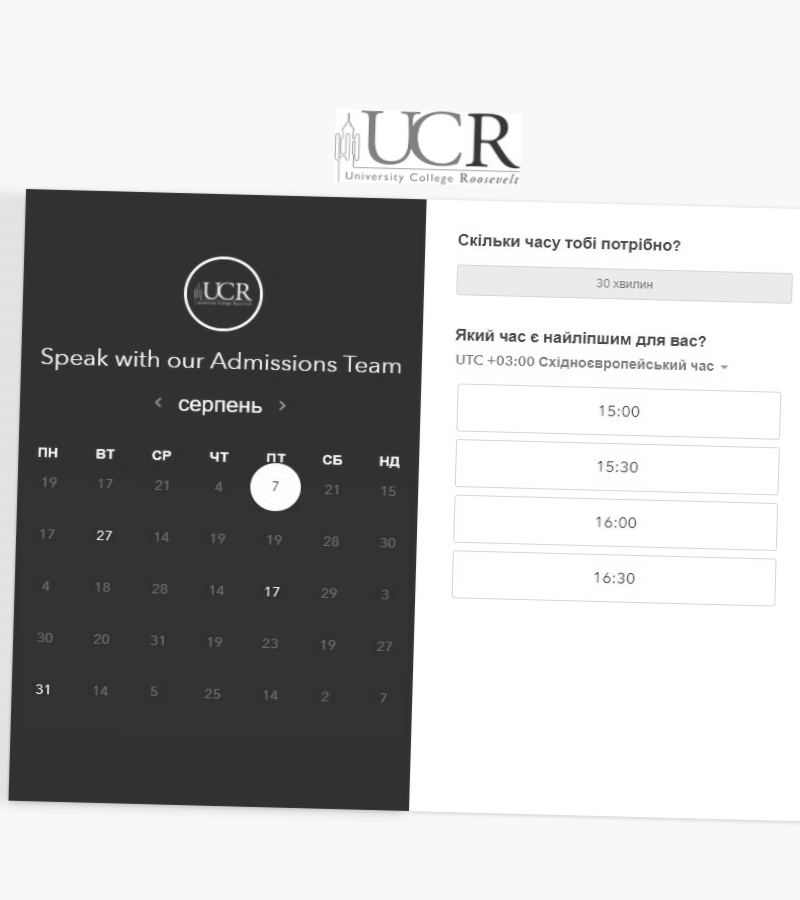 UCR
University College Roosevelt
UCR
University College Roosevelt
Speak with our Admissions Team
серпень
ПН ВТ СР ЧТ ПТ СБ НД
19 17 21 4 7 21 15
17 27 14 19 19 28 30
4 18 28 14 17 29 3
30 20 31 19 23 19 27
31 14 5 25 14 2 7
Скільки часу тобі потрібно?
30 хвилин
Який час є найліпшим для вас?
UTC +03:00 Східноєвропейський час
15:00
15:30
16:00
16:30